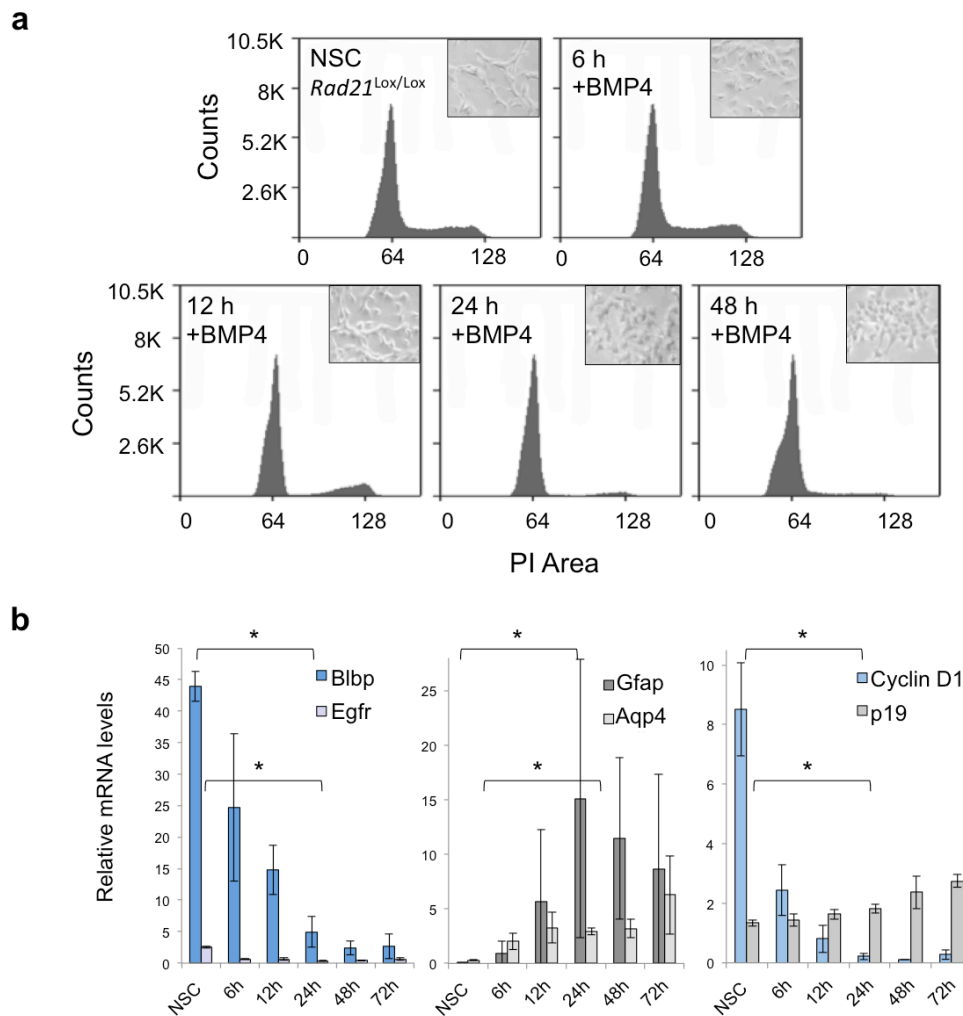 a
10.5K
8K
5.2K
2.6K
Counts
NSC
Rad21Lox/Lox
0 64 128
6 h
+BMP4
0 64 128
10.5K
8K
5.2K
2.6K
Counts
12 h
+BMP4
0 64 128
24 h
+BMP4
0 64 128
48 h
+BMP4
0 64 128
PI Area
b
Relative mRNA levels
*
*
50
45
40
35
30
25
20
15
10
5
0
Blbp
Egfr
NSC 6h 12h 24h 48h 72h
*
*
25
20
15
10
5
0
Gfap
Aqp4
NSC 6h 12h 24h 48h 72h
*
*
10
8
6
4
2
0
Cyclin D1
p19
NSC 6h 12h 24h 48h 72h